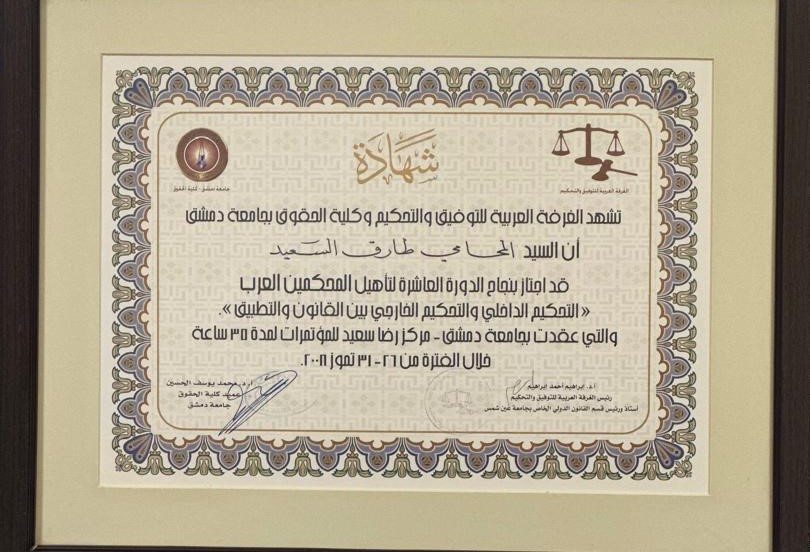 شهادة
جامعة دمشق - كلية الحقوق
الغرفة العربية للتوفيق والتحكيم
تشهد الغرفة العربية للتوفيق والتحكيم وكلية الحقوق بجامعة دمشق
أن السيد المحامي طارق السعيد
قد اجتاز بنجاح الدورة العاشرة لتأهيل المحكمين العرب
« التحكيم الداخلي والتحكيم الخارجي بين القانون والتطبيق ».
والتي عقدت بجامعة دمشق - مركز رضا سعيد للمؤتمرات لمدة ٣٥ ساعة
خلال الفترة من ٢٦ - ٣١ تموز ٢٠٠٨.
أ.د. ابراهيم أحمد ابراهيم
رئيس الغرفة العربية للتوفيق والتحكيم
أستاذ ورئيس قسم القانون الدولي الخاص بجامعة عين شمس
أ.د. محمد يوسف الحسين
عميد كلية الحقوق
جامعة دمشق